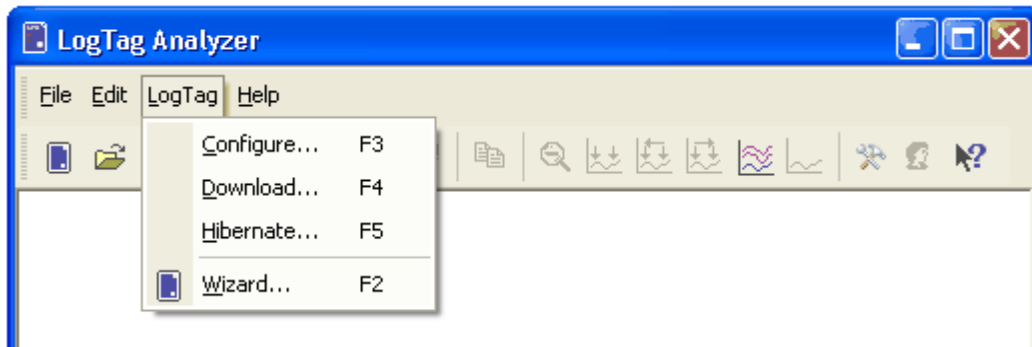 LogTag Analyzer
File Edit LogTag Help
Configure... F3
Download... F4
Hibernate... F5
Wizard... F2